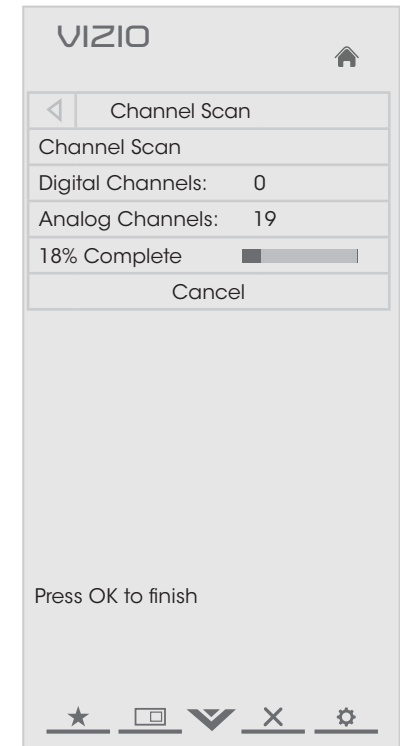 VIZIO
Channel Scan
Channel Scan
Digital Channels: 0
Analog Channels: 19
18% Complete
Cancel
Press OK to finish